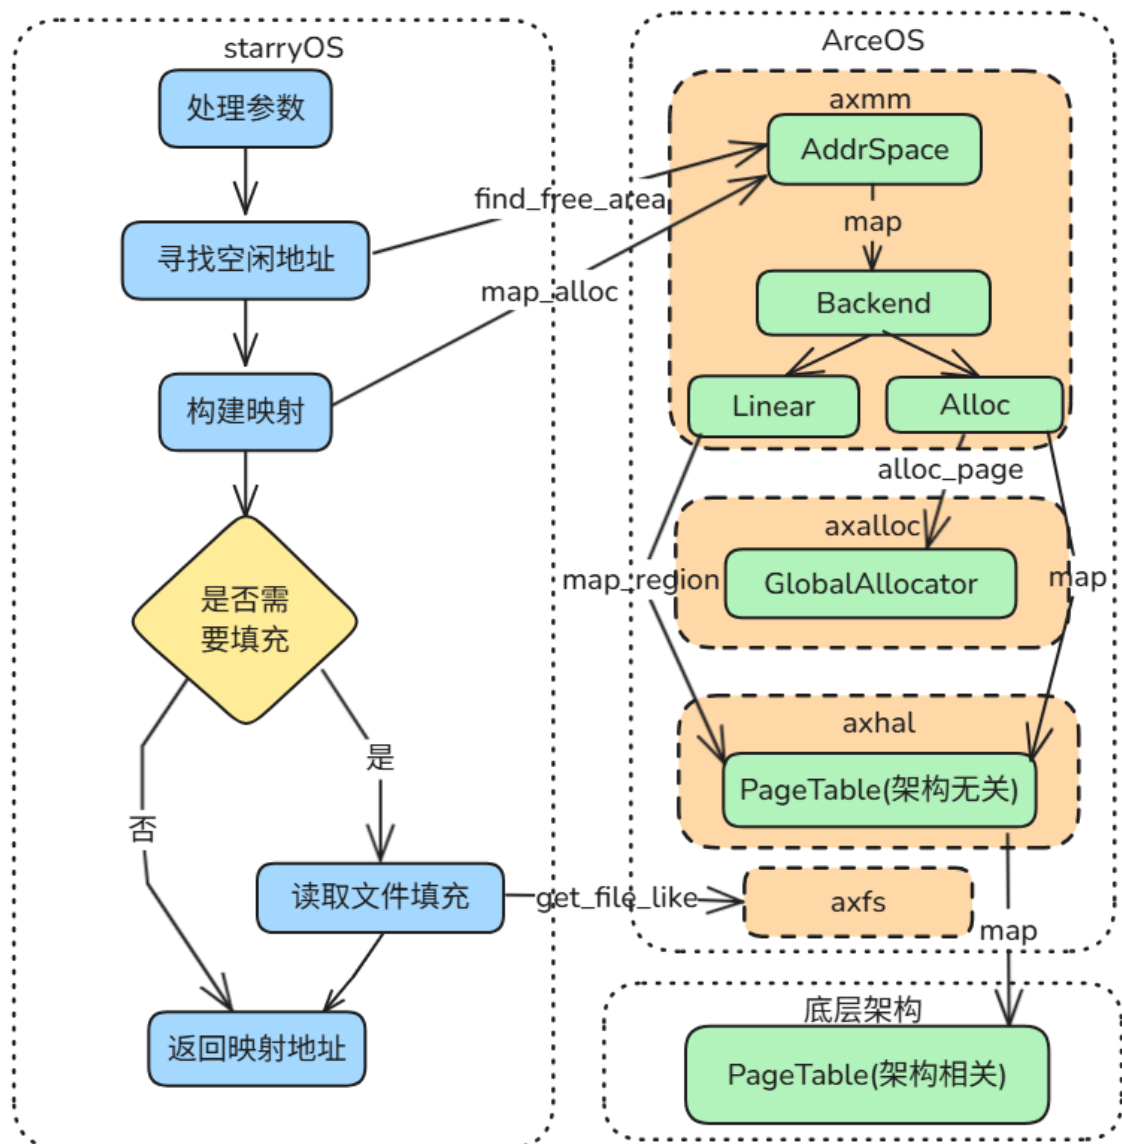 starryOS
处理参数
寻找空闲地址
构建映射
是否需
要填充
是
否
读取文件填充
返回映射地址
find_free_area
map_alloc
get_file_like
ArceOS
axmm
AddrSpace
map
Backend
Linear
Alloc
alloc_page
axalloc
GlobalAllocator
map_region
map
axhal
PageTable(架构无关)
axfs
map
底层架构
PageTable(架构相关)